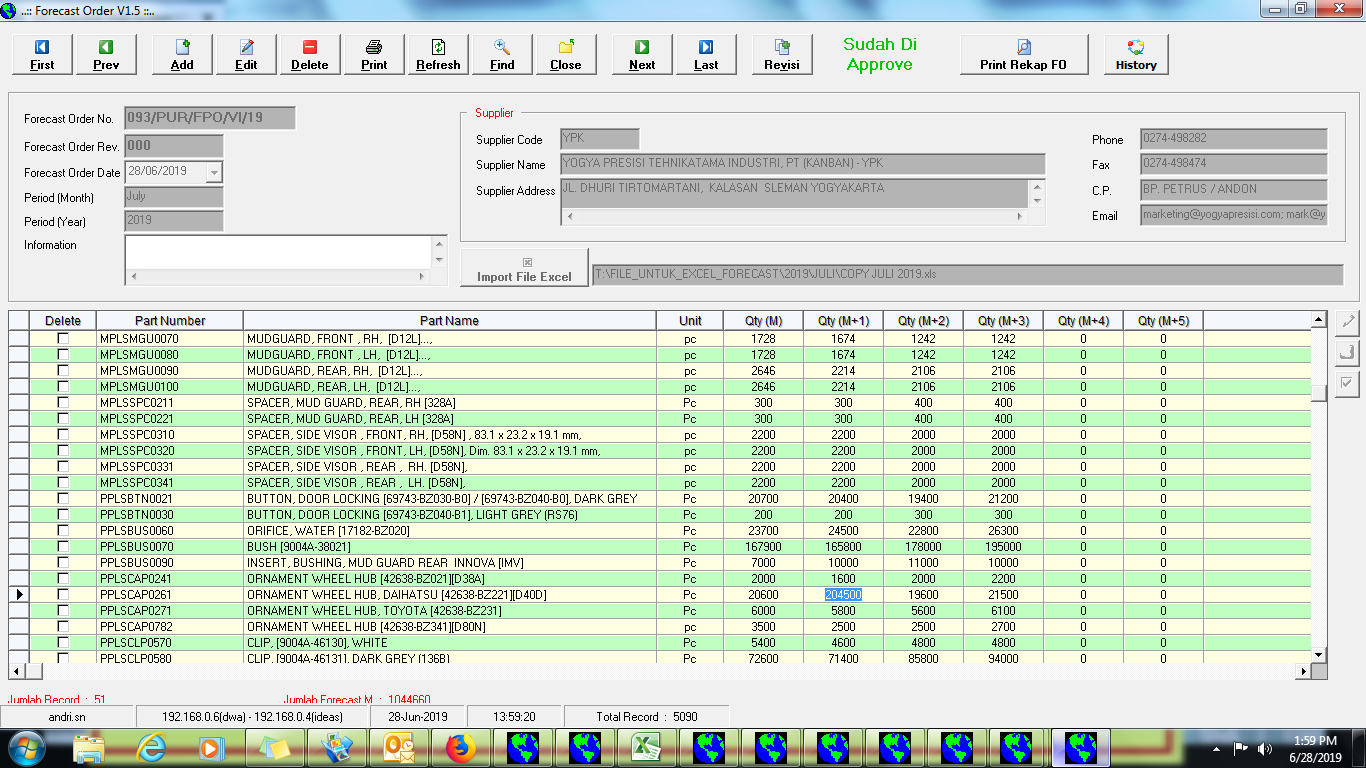 ..:: Forecast Order V1.5 ::..
First Prev Add Edit Delete Print Refresh Find Close Next Last Revisi Sudah Di Approve Print Rekap FO History
Forecast Order No. 093/PUR/FPO/VI/19
Forecast Order Rev. 000
Forecast Order Date 28/06/2019
Period (Month) July
Period (Year) 2019
Information
Supplier
Supplier Code YPK
Supplier Name YOGYA PRESISI TEHNIKATAMA INDUSTRI, PT (KANBAN) - YPK
Supplier Address JL. DHURI TIRTOMARTANI, KALASAN SLEMAN YOGYAKARTA
Phone 0274-498282
Fax 0274-498474
C.P. BP. PETRUS / ANDON
Email marketing@yogyapresisi.com; mark@y
Import File Excel T:\FILE_UNTUK_EXCEL_FORECAST\2019\JULI\COPY JULI 2019.xls
Delete Part Number Part Name Unit Qty (M) Qty (M+1) Qty (M+2) Qty (M+3) Qty (M+4) Qty (M+5)
MPLSMGU0070 MUDGUARD, FRONT , RH, [D12L]..., pc 1728 1674 1242 1242 0 0
MPLSMGU0080 MUDGUARD, FRONT , LH, [D12L]..., pc 1728 1674 1242 1242 0 0
MPLSMGU0090 MUDGUARD, REAR, RH, [D12L]..., pc 2646 2214 2106 2106 0 0
MPLSMGU0100 MUDGUARD, REAR, LH, [D12L]..., pc 2646 2214 2106 2106 0 0
MPLSSPC0211 SPACER, MUD GUARD, REAR, RH [328A] Pc 300 300 400 400 0 0
MPLSSPC0221 SPACER, MUD GUARD, REAR, LH [328A] Pc 300 300 400 400 0 0
MPLSSPC0310 SPACER, SIDE VISOR , FRONT, RH, [D58N] , 83.1 x 23.2 x 19.1 mm, pc 2200 2200 2000 2000 0 0
MPLSSPC0320 SPACER, SIDE VISOR , FRONT, LH, [D58N], Dim. 83.1 x 23.2 x 19.1 mm, pc 2200 2200 2000 2000 0 0
MPLSSPC0331 SPACER, SIDE VISOR , REAR , RH. [D58N], pc 2200 2200 2000 2000 0 0
MPLSSPC0341 SPACER, SIDE VISOR , REAR , LH. [D58N], pc 2200 2200 2000 2000 0 0
PPLSBTN0021 BUTTON, DOOR LOCKING [69743-BZ030-B0] / [69743-BZ040-B0], DARK GREY Pc 20700 20400 19400 21200 0 0
PPLSBTN0030 BUTTON, DOOR LOCKING [69743-BZ040-B1], LIGHT GREY (RS76) Pc 200 200 300 300 0 0
PPLSBUS0060 ORIFICE, WATER [17182-BZ020] Pc 23700 24500 22800 26300 0 0
PPLSBUS0070 BUSH [9004A-38021] Pc 167900 165800 178000 195000 0 0
PPLSBUS0090 INSERT, BUSHING, MUD GUARD REAR INNOVA [IMV] Pc 7000 10000 11000 10000 0 0
PPLSCAP0241 ORNAMENT WHEEL HUB [42638-BZ021][D38A] Pc 2000 1600 2000 2200 0 0
PPLSCAP0261 ORNAMENT WHEEL HUB, DAIHATSU [42638-BZ221][D40D] Pc 20600 204500 19600 21500 0 0
PPLSCAP0271 ORNAMENT WHEEL HUB, TOYOTA [42638-BZ231] Pc 6000 5800 5600 6100 0 0
PPLSCAP0782 ORNAMENT WHEEL HUB [42638-BZ341][D80N] pc 3500 2500 2500 2700 0 0
PPLSCLP0570 CLIP, [9004A-46130], WHITE Pc 5400 4600 4800 4800 0 0
PPLSCLP0580 CLIP, [9004A-46131], DARK GREY (136B) Pc 72600 71400 85800 94000 0 0
Jumlah Record : 51 Jumlah Forecast M : 1044660
andri.sn 192.168.0.6(dwa) - 192.168.0.4(ideas) 28-Jun-2019 13:59:20 Total Record : 5090
1:59 PM
6/28/2019